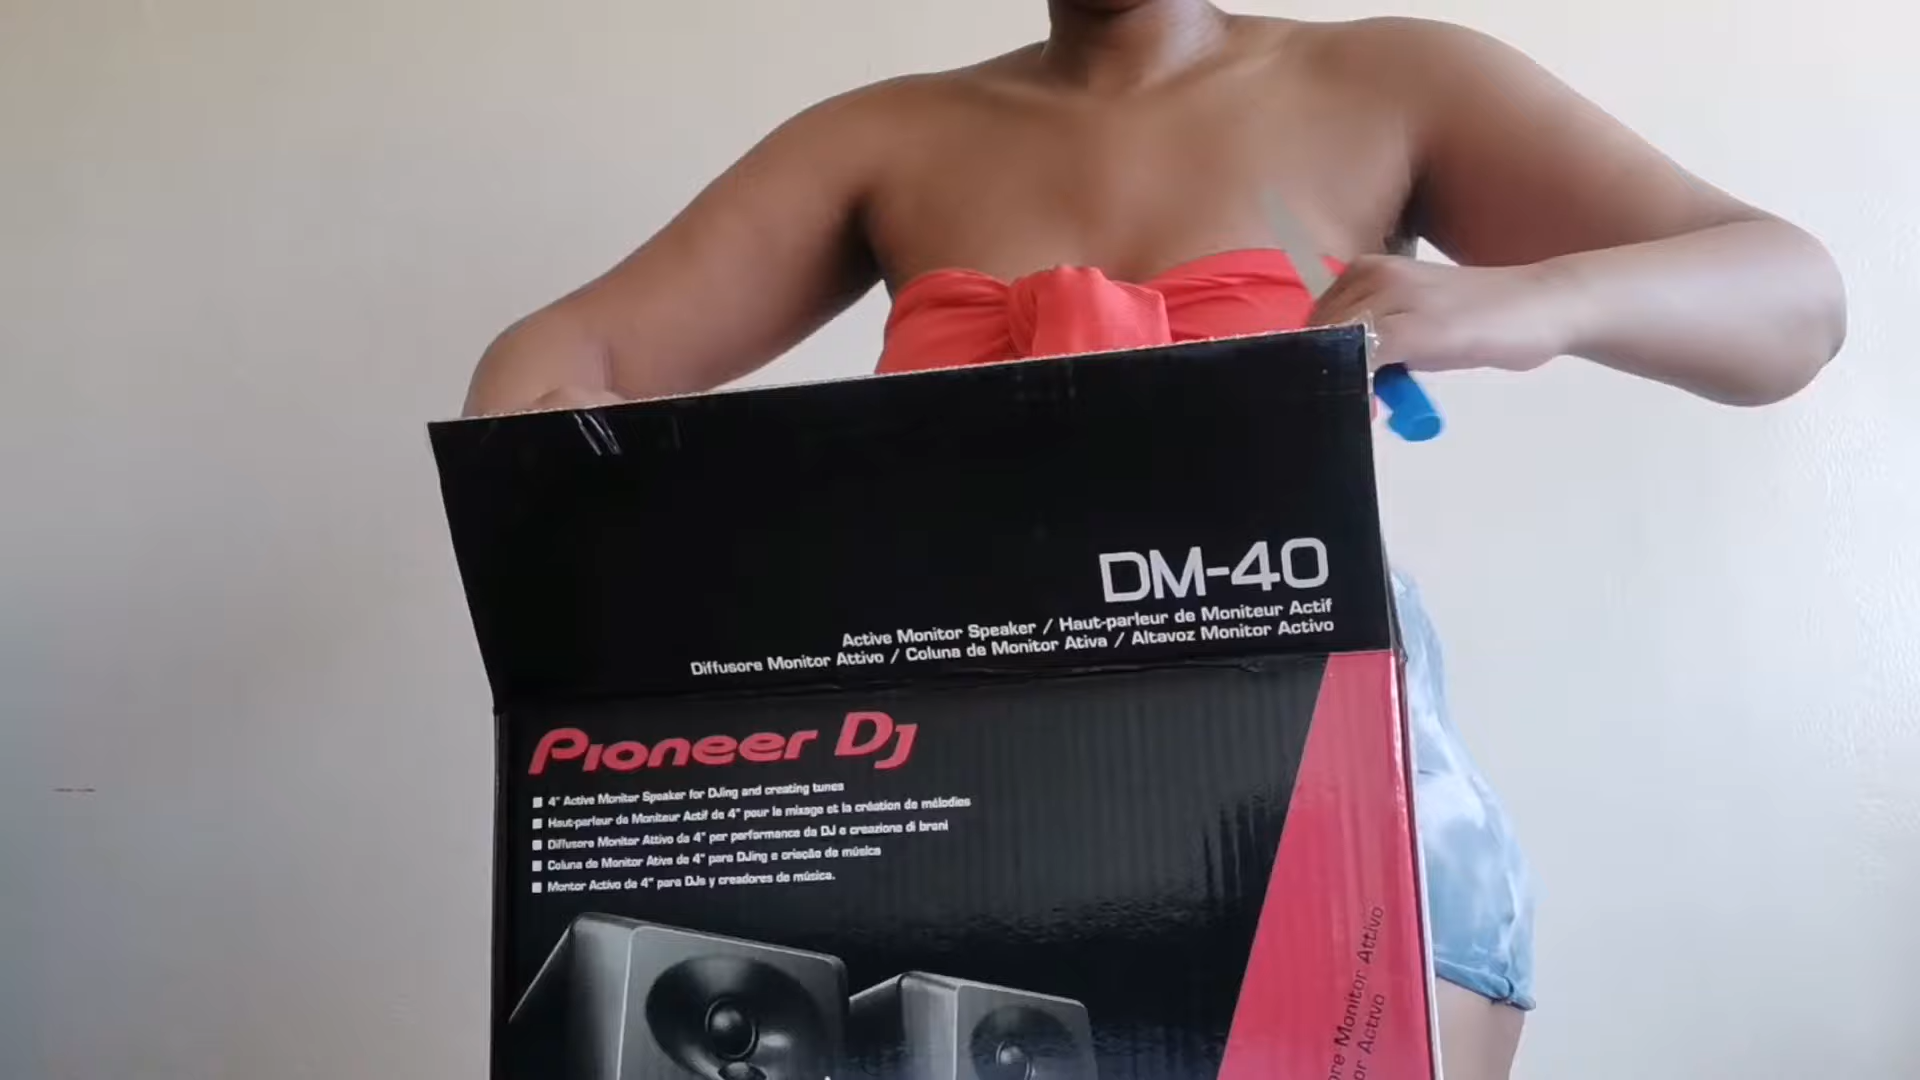 DM-40
Active Monitor Speaker / Haut-parleur de Moniteur Actif
Diffusore Monitor Attivo / Coluna de Monitor Ativa / Altavoz Monitor Activo
Pioneer DJ
■ 4" Active Monitor Speaker for DJing and creating tunes
■ Haut-parleur de Moniteur Actif de 4" pour le mixage et la création de mélodies
■ Diffusore Monitor Attivo da 4" per performance da DJ e creazione di brani
■ Coluna de Monitor Ativa de 4" para DJing e criação de música
■ Montor Activo de 4" para DJs y creadores de música.
Monitor Attivo
Activo